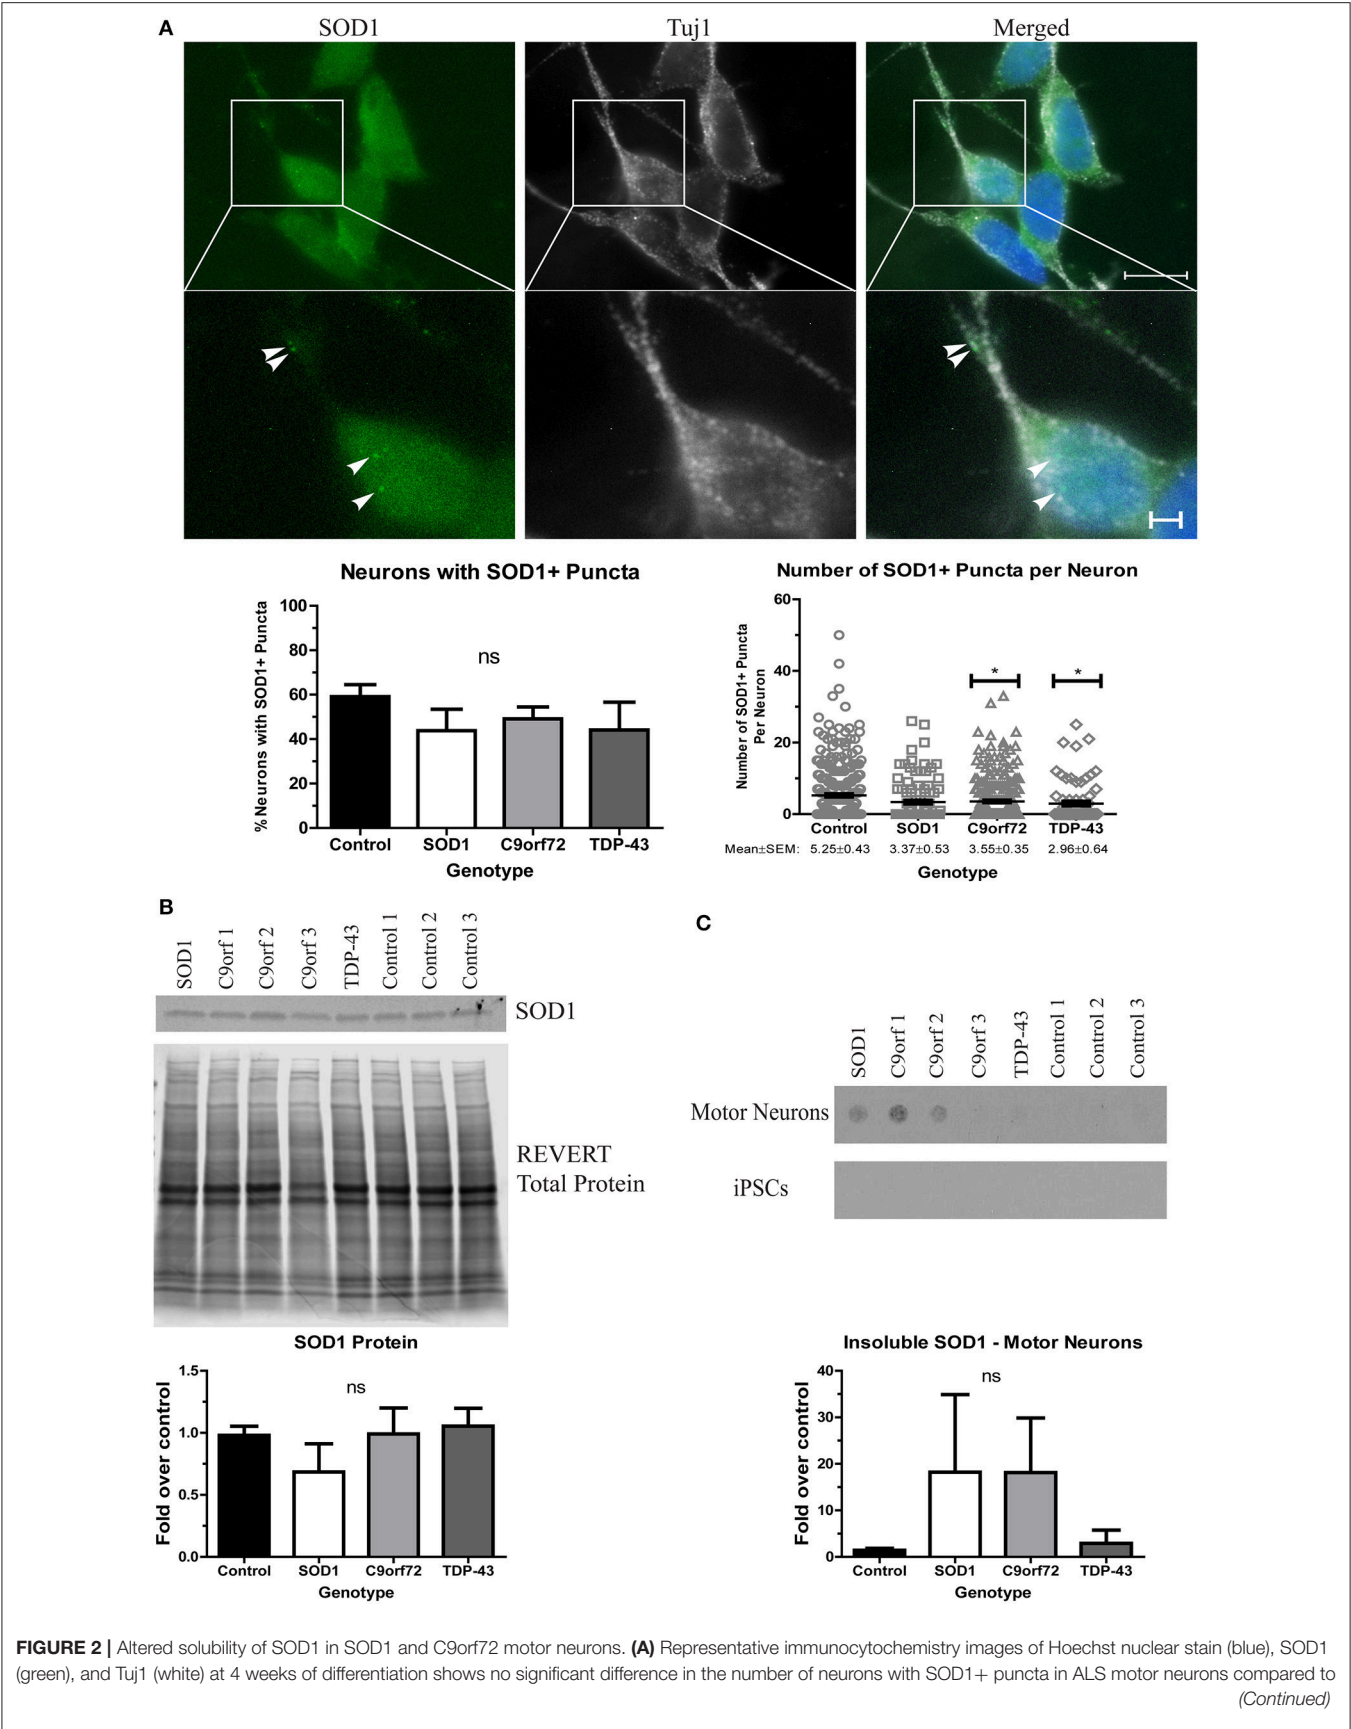 A
SOD1 Tuj1 Merged
Neurons with SOD1+ Puncta
% Neurons with SOD1+ Puncta
100
80
60
40
20
0
ns
Control SOD1 C9orf72 TDP-43
Genotype
Number of SOD1+ Puncta per Neuron
Number of SOD1+ Puncta
Per Neuron
60
40
20
0
* *
Control SOD1 C9orf72 TDP-43
Mean±SEM: 5.25±0.43 3.37±0.53 3.55±0.35 2.96±0.64
Genotype
B
SOD1
C9orf 1
C9orf 2
C9orf 3
TDP-43
Control 1
Control 2
Control 3
SOD1
REVERT
Total Protein
SOD1 Protein
Fold over control
1.5
1.0
0.5
0.0
ns
Control SOD1 C9orf72 TDP-43
Genotype
C
SOD1
C9orf 1
C9orf 2
C9orf 3
TDP-43
Control 1
Control 2
Control 3
Motor Neurons
iPSCs
Insoluble SOD1 - Motor Neurons
Fold over control
40
30
20
10
0
ns
Control SOD1 C9orf72 TDP-43
Genotype
FIGURE 2 | Altered solubility of SOD1 in SOD1 and C9orf72 motor neurons. (A) Representative immunocytochemistry images of Hoechst nuclear stain (blue), SOD1
(green), and Tuj1 (white) at 4 weeks of differentiation shows no significant difference in the number of neurons with SOD1+ puncta in ALS motor neurons compared to
(Continued)